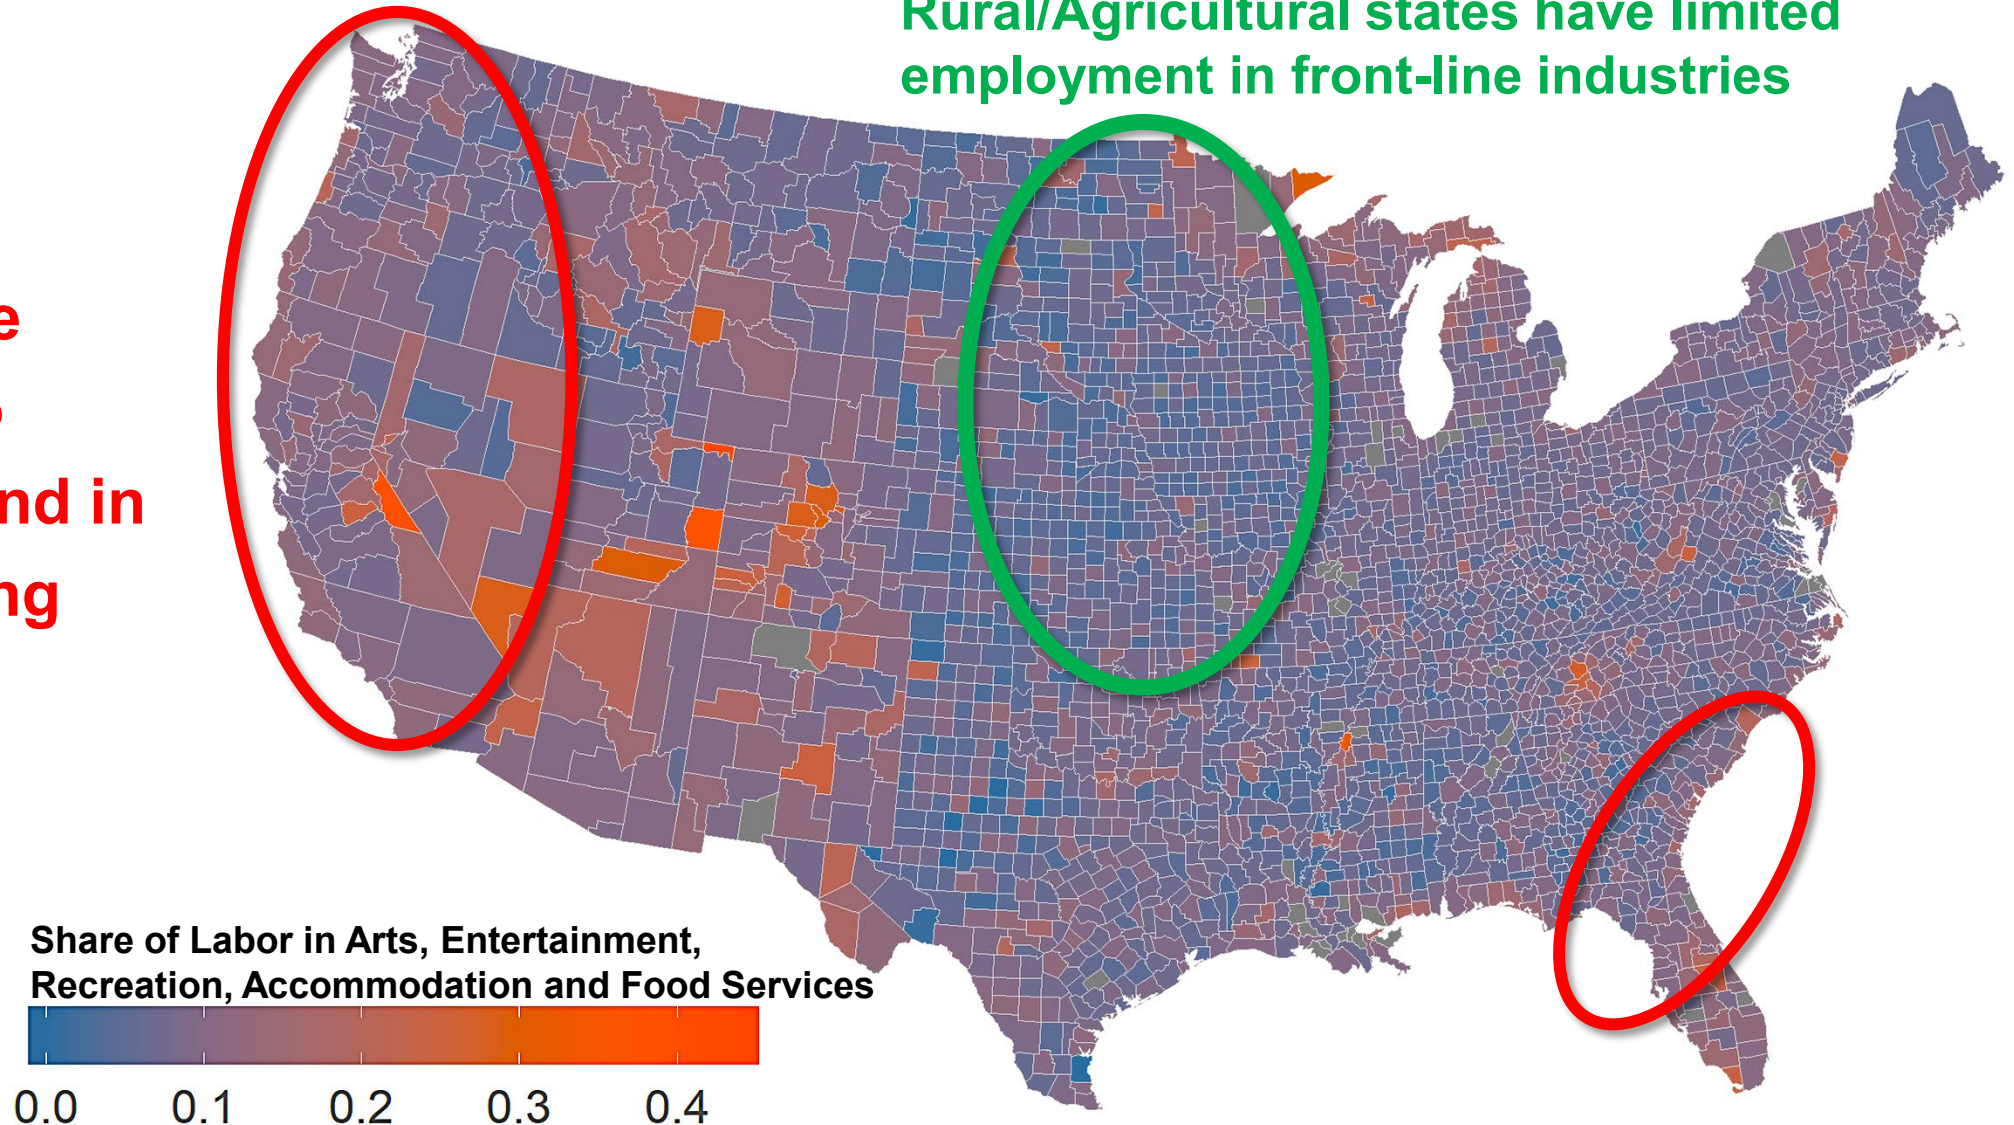 Rural/Agricultural states have limited
employment in front-line industries
e
nd in
ng
Share of Labor in Arts, Entertainment,
Recreation, Accommodation and Food Services
0.0 0.1 0.2 0.3 0.4